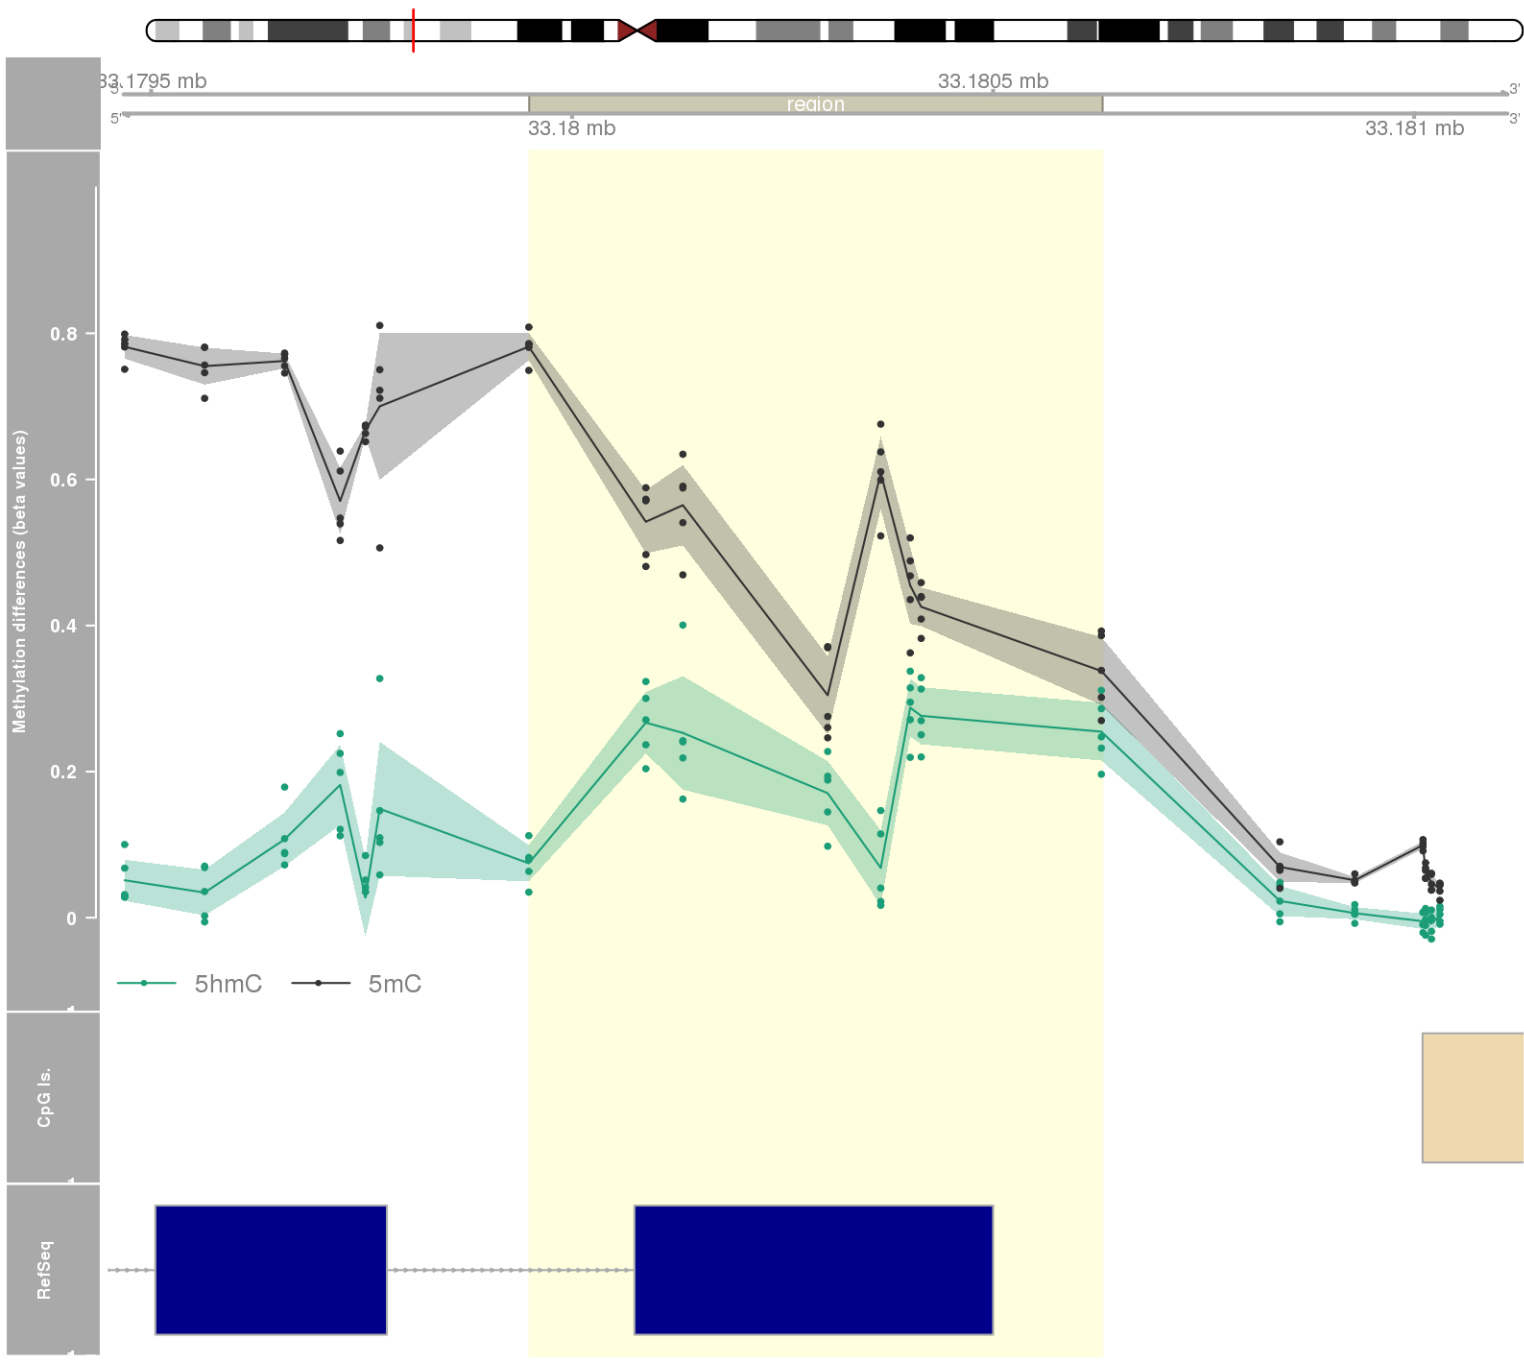 33.1795 mb
33.1805 mb
3'
region
5'
3'
33.18 mb
33.181 mb
Methylation differences (beta values)
0.8
0.6
0.4
0.2
0
5hmC
5mC
CpG Is.
RefSeq